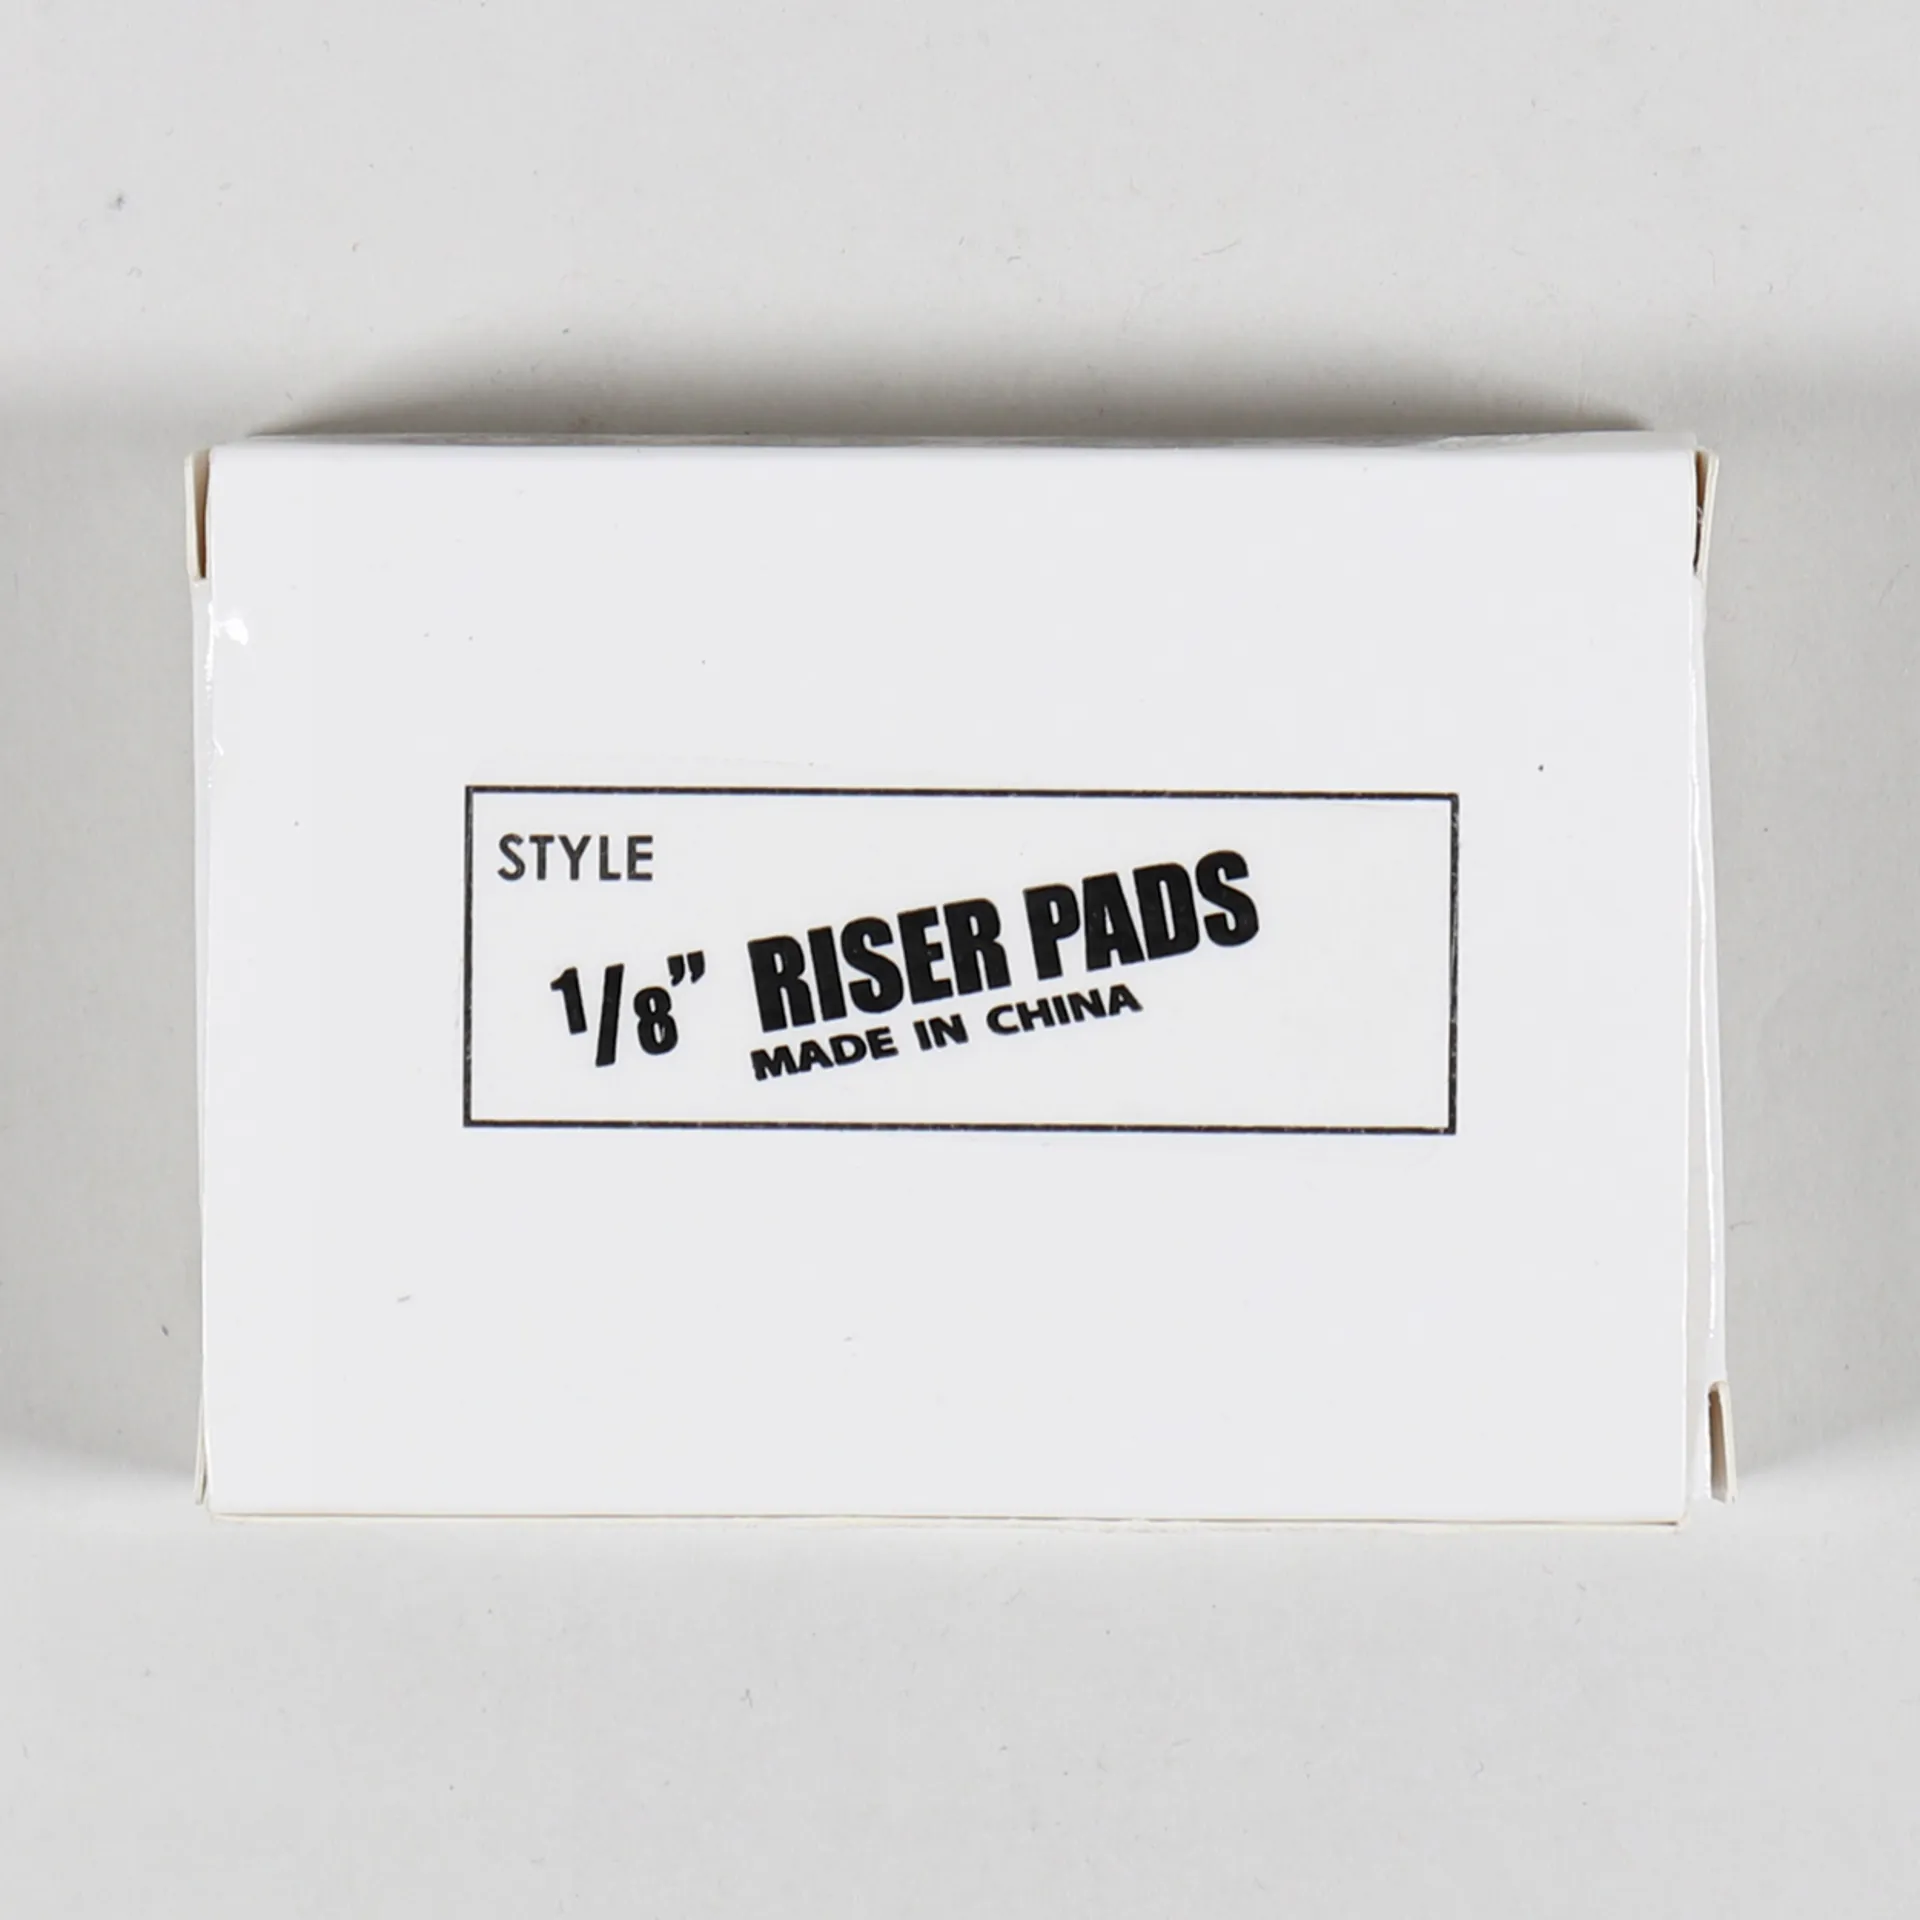 STYLE
1/8” RISER PADS
MADE IN CHINA